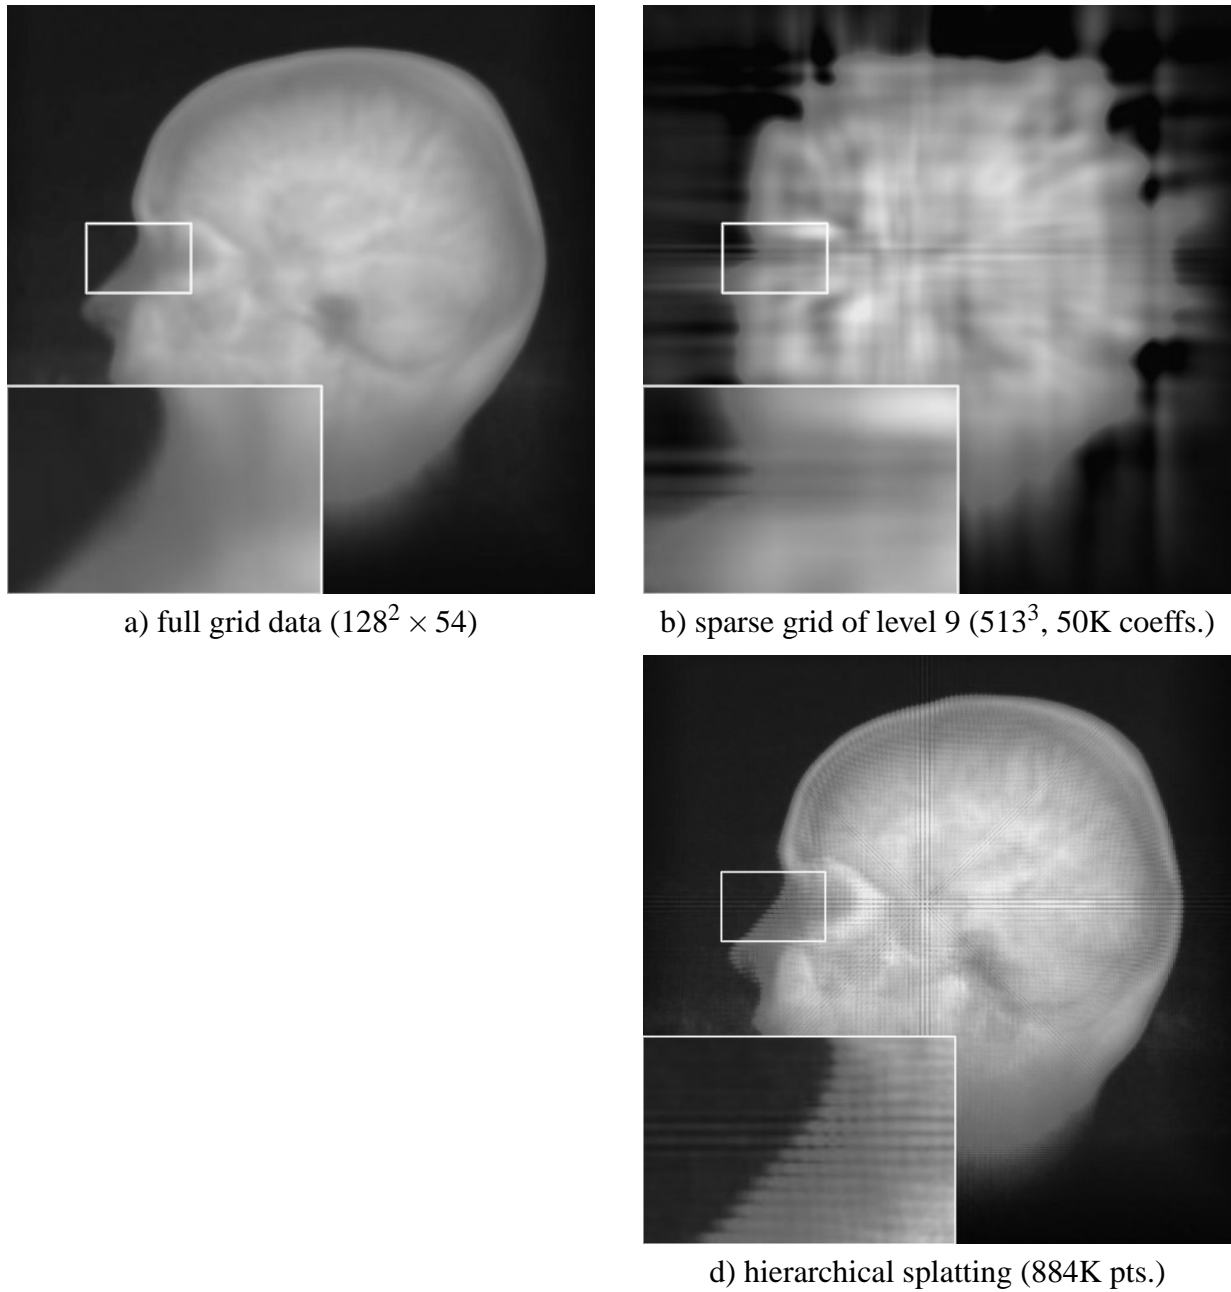 a) full grid data (128² × 54)
b) sparse grid of level 9 (513³, 50K coeffs.)
d) hierarchical splatting (884K pts.)